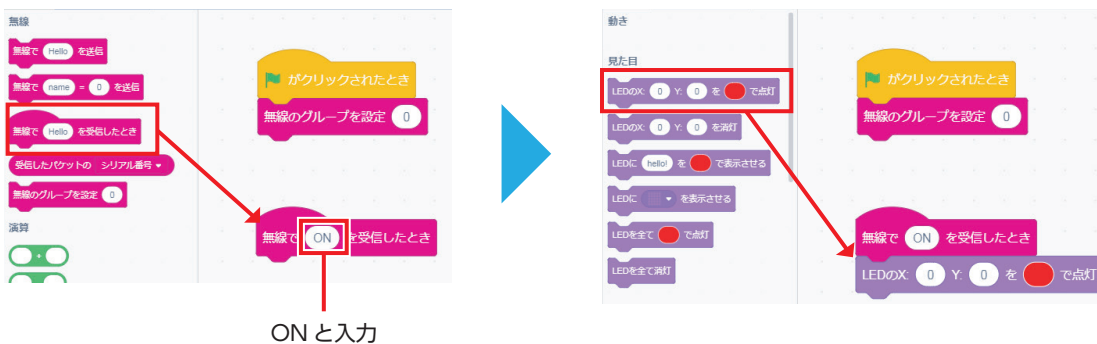 無線
無線で Hello を送信
無線で name = 0 を送信
無線で Hello を受信したとき
受信したパケットの シリアル番号
無線のグループを設定 0
演算
がクリックされたとき
無線のグループを設定 0
無線で ON を受信したとき
ON と入力
動き
見た目
LEDのX: 0 Y: 0 を で点灯
LEDのX: 0 Y: 0 を消灯
LEDに hello! を で表示させる
LEDに を表示させる
LEDを全て で点灯
LEDを全て消灯
がクリックされたとき
無線のグループを設定 0
無線で ON を受信したとき
LEDのX: 0 Y: 0 を で点灯